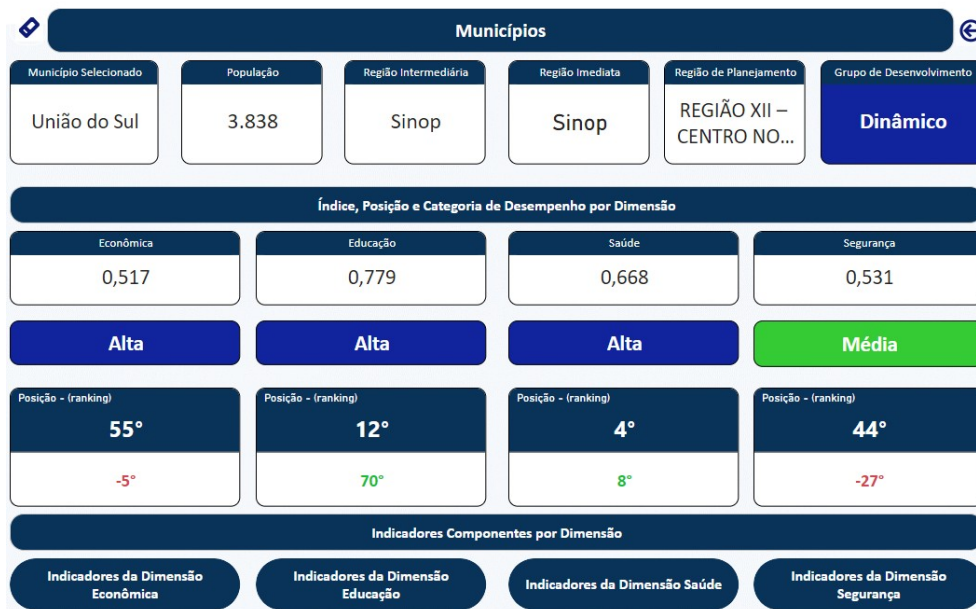 Municípios
Município Selecionado
União do Sul
População
3.838
Região Intermediária
Sinop
Região Imediata
Sinop
Região de Planejamento
REGIÃO XII –
CENTRO NO...
Grupo de Desenvolvimento
Dinâmico
Índice, Posição e Categoria de Desempenho por Dimensão
Econômica
0,517
Educação
0,779
Saúde
0,668
Segurança
0,531
Alta
Alta
Alta
Média
Posição - (ranking)
55°
-5°
Posição - (ranking)
12°
70°
Posição - (ranking)
4°
8°
Posição - (ranking)
44°
-27°
Indicadores Componentes por Dimensão
Indicadores da Dimensão
Econômica
Indicadores da Dimensão
Educação
Indicadores da Dimensão Saúde
Indicadores da Dimensão
Segurança